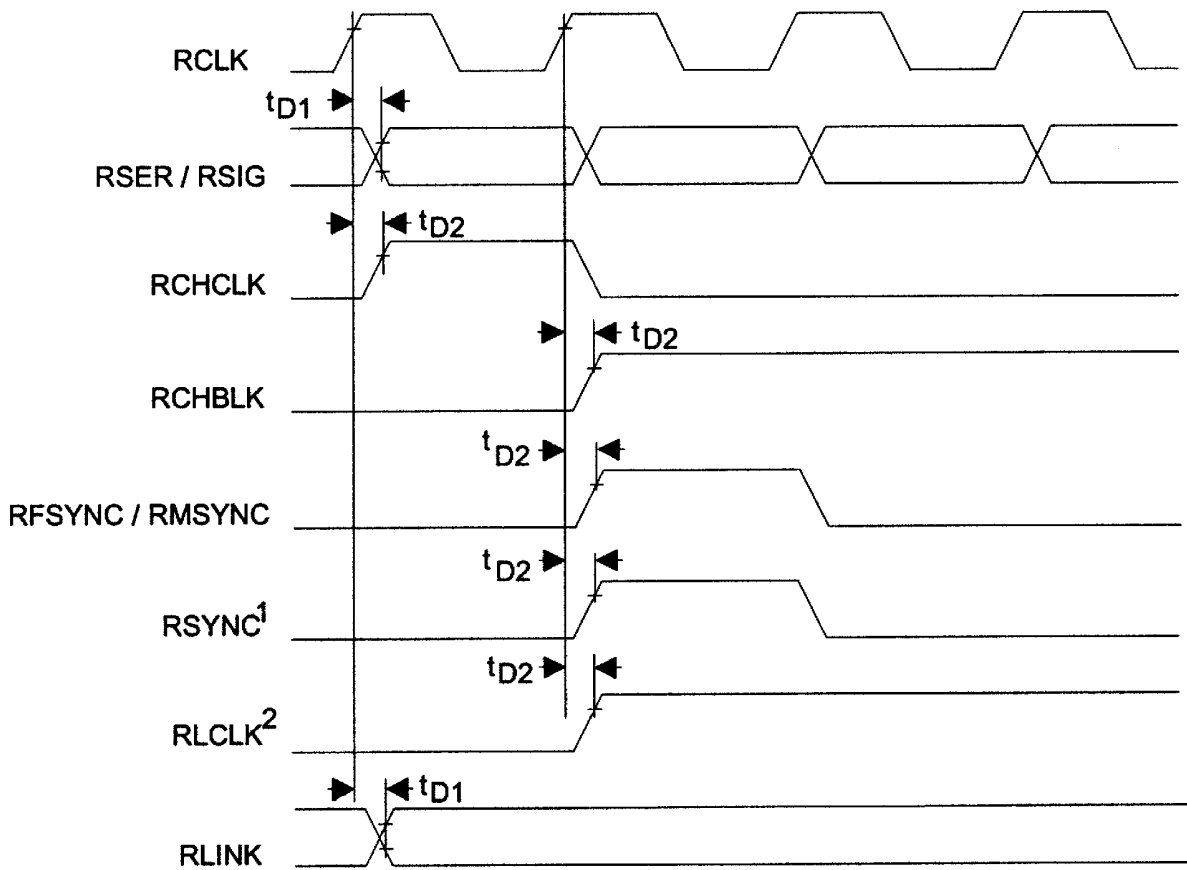 RCLK
tD1
RSER / RSIG
tD2
RCHCLK
tD2
RCHBLK
tD2
RFSYNC / RMSYNC
tD2
RSYNC1
tD2
RLCLK2
tD1
RLINK